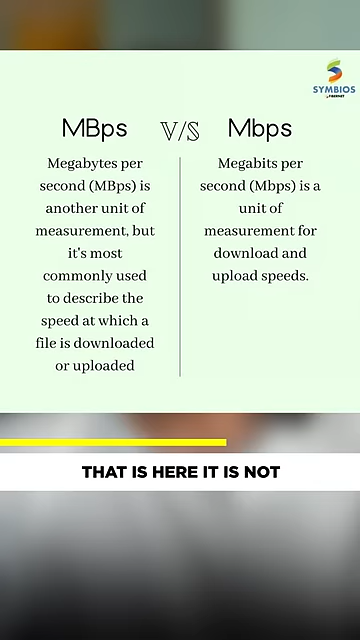 SYMBIOS
FIBERNET
MBps V/S Mbps
Megabytes per
second (MBps) is
another unit of
measurement, but
it's most
commonly used
to describe the
speed at which a
file is downloaded
or uploaded
Megabits per
second (Mbps) is a
unit of
measurement for
download and
upload speeds.
THAT IS HERE IT IS NOT